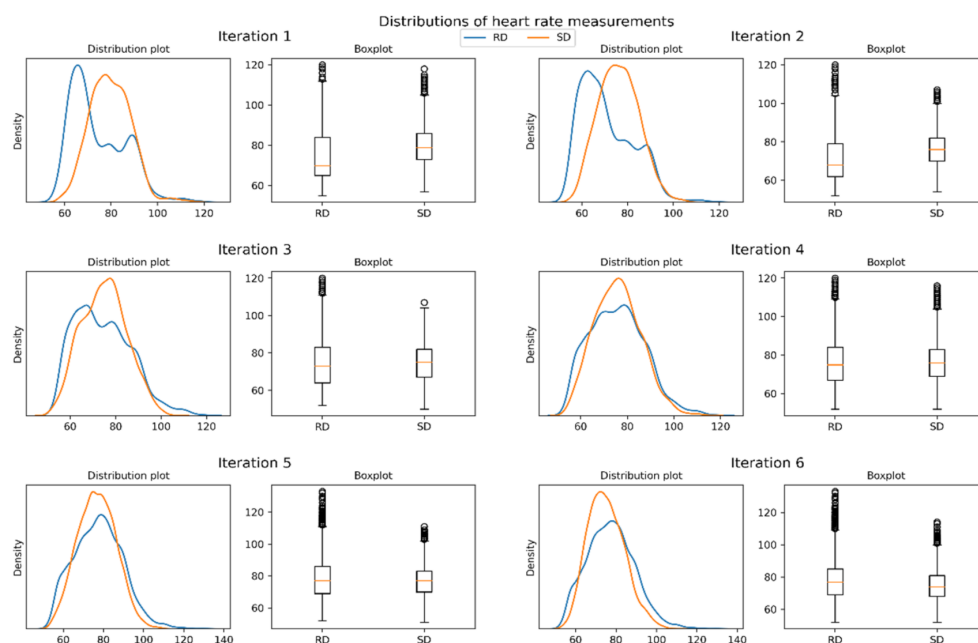 Distributions of heart rate measurements
RD SD
Iteration 1
Distribution plot
Density
60 80 100 120
Boxplot
120
100
80
60
RD SD
Iteration 2
Distribution plot
Density
60 80 100 120
Boxplot
120
100
80
60
RD SD
Iteration 3
Distribution plot
Density
60 80 100 120
Boxplot
120
100
80
60
RD SD
Iteration 4
Distribution plot
Density
60 80 100 120
Boxplot
120
100
80
60
RD SD
Iteration 5
Distribution plot
Density
60 80 100 120 140
Boxplot
120
100
80
60
RD SD
Iteration 6
Distribution plot
Density
60 80 100 120 140
Boxplot
120
100
80
60
RD SD